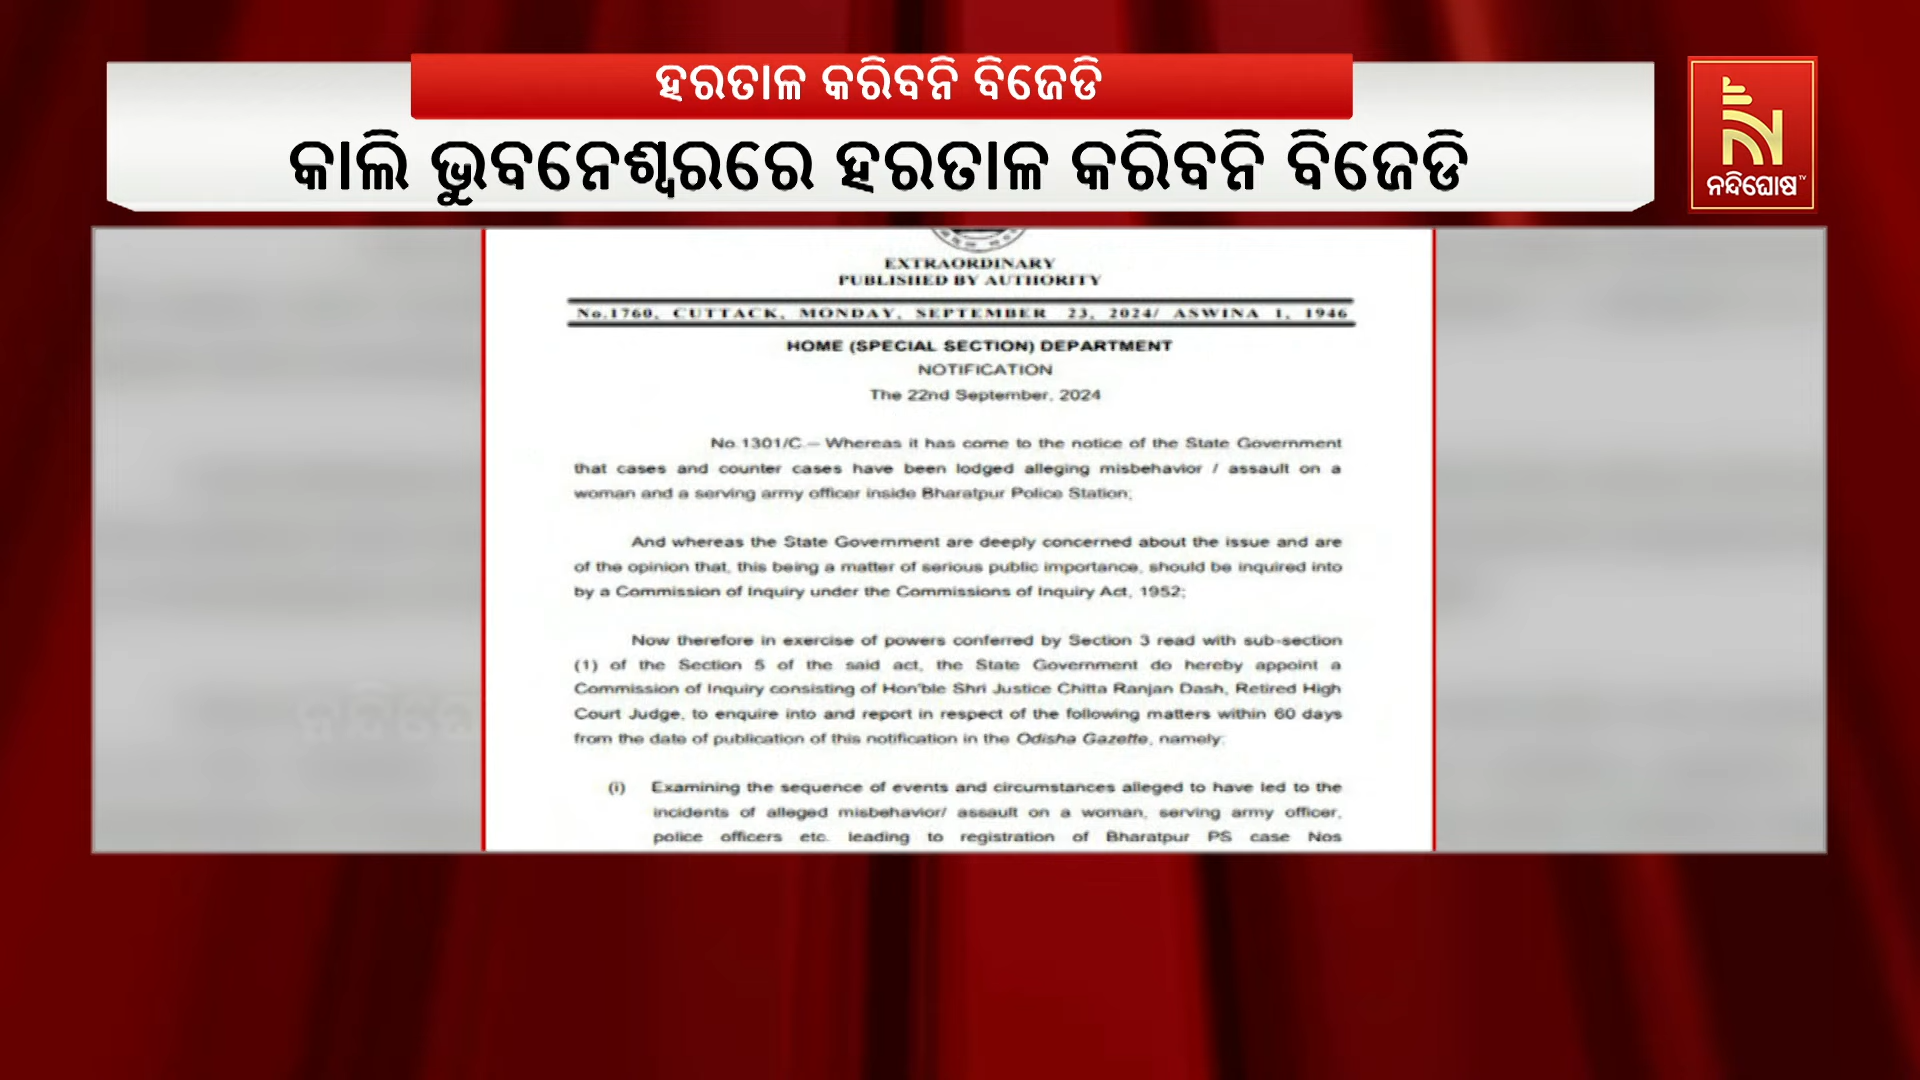 ହରତାଳ କରିବନି ବିଜେଡି
କାଲି ଭୁବନେଶ୍ୱରରେ ହରତାଳ କରିବନି ବିଜେଡି
ନନ୍ଦିଘୋଷ TV
EXTRAORDINARY
PUBLISHED BY AUTHORITY
No.1760, CUTTACK, MONDAY, SEPTEMBER 23, 2024/ ASWINA 1, 1946
HOME (SPECIAL SECTION) DEPARTMENT
NOTIFICATION
The 22nd September, 2024
No.1301/C.– Whereas it has come to the notice of the State Government
that cases and counter cases have been lodged alleging misbehavior / assault on a
woman and a serving army officer inside Bharatpur Police Station;
And whereas the State Government are deeply concerned about the issue and are
of the opinion that, this being a matter of serious public importance, should be inquired into
by a Commission of Inquiry under the Commissions of Inquiry Act, 1952;
Now therefore in exercise of powers conferred by Section 3 read with sub-section
(1) of the Section 5 of the said act, the State Government do hereby appoint a
Commission of Inquiry consisting of Hon'ble Shri Justice Chitta Ranjan Dash, Retired High
Court Judge, to enquire into and report in respect of the following matters within 60 days
from the date of publication of this notification in the Odisha Gazette, namely:
(i) Examining the sequence of events and circumstances alleged to have led to the
incidents of alleged misbehavior/ assault on a woman, serving army officer,
police officers etc. leading to registration of Bharatpur PS case Nos